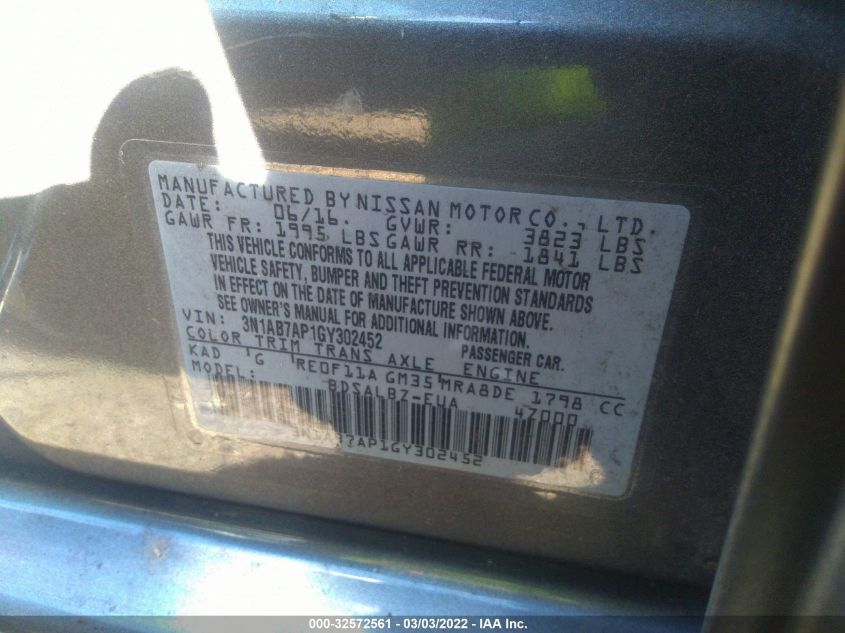 MANUFACTURED BY NISSAN MOTOR CO., LTD.
DATE: 06/16. GVWR: 3823 LBS
GAWR FR: 1995 LBS GAWR RR: 1841 LBS
THIS VEHICLE CONFORMS TO ALL APPLICABLE FEDERAL MOTOR
VEHICLE SAFETY, BUMPER AND THEFT PREVENTION STANDARDS
IN EFFECT ON THE DATE OF MANUFACTURE SHOWN ABOVE.
SEE OWNER'S MANUAL FOR ADDITIONAL INFORMATION.
VIN: 3N1AB7AP1GY302452 PASSENGER CAR.
COLOR TRIM TRANS AXLE ENGINE
KAD G RE0F11A GM35 MRA8DE 1798 CC
MODEL: BDSALBZ-EUA 4Z000
3N1AB7AP1GY302452
000-32572561 - 03/03/2022 - IAA Inc.